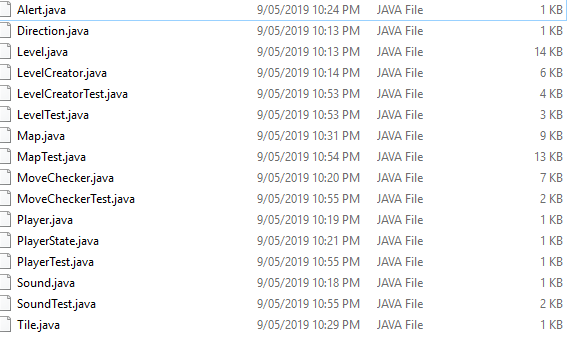 Alert.java 9/05/2019 10:24 PM JAVA File 1 KB
Direction.java 9/05/2019 10:13 PM JAVA File 1 KB
Level.java 9/05/2019 10:13 PM JAVA File 14 KB
LevelCreator.java 9/05/2019 10:14 PM JAVA File 6 KB
LevelCreatorTest.java 9/05/2019 10:53 PM JAVA File 4 KB
LevelTest.java 9/05/2019 10:53 PM JAVA File 3 KB
Map.java 9/05/2019 10:31 PM JAVA File 9 KB
MapTest.java 9/05/2019 10:54 PM JAVA File 13 KB
MoveChecker.java 9/05/2019 10:20 PM JAVA File 7 KB
MoveCheckerTest.java 9/05/2019 10:55 PM JAVA File 2 KB
Player.java 9/05/2019 10:19 PM JAVA File 1 KB
PlayerState.java 9/05/2019 10:21 PM JAVA File 1 KB
PlayerTest.java 9/05/2019 10:55 PM JAVA File 1 KB
Sound.java 9/05/2019 10:18 PM JAVA File 1 KB
SoundTest.java 9/05/2019 10:55 PM JAVA File 2 KB
Tile.java 9/05/2019 10:29 PM JAVA File 1 KB